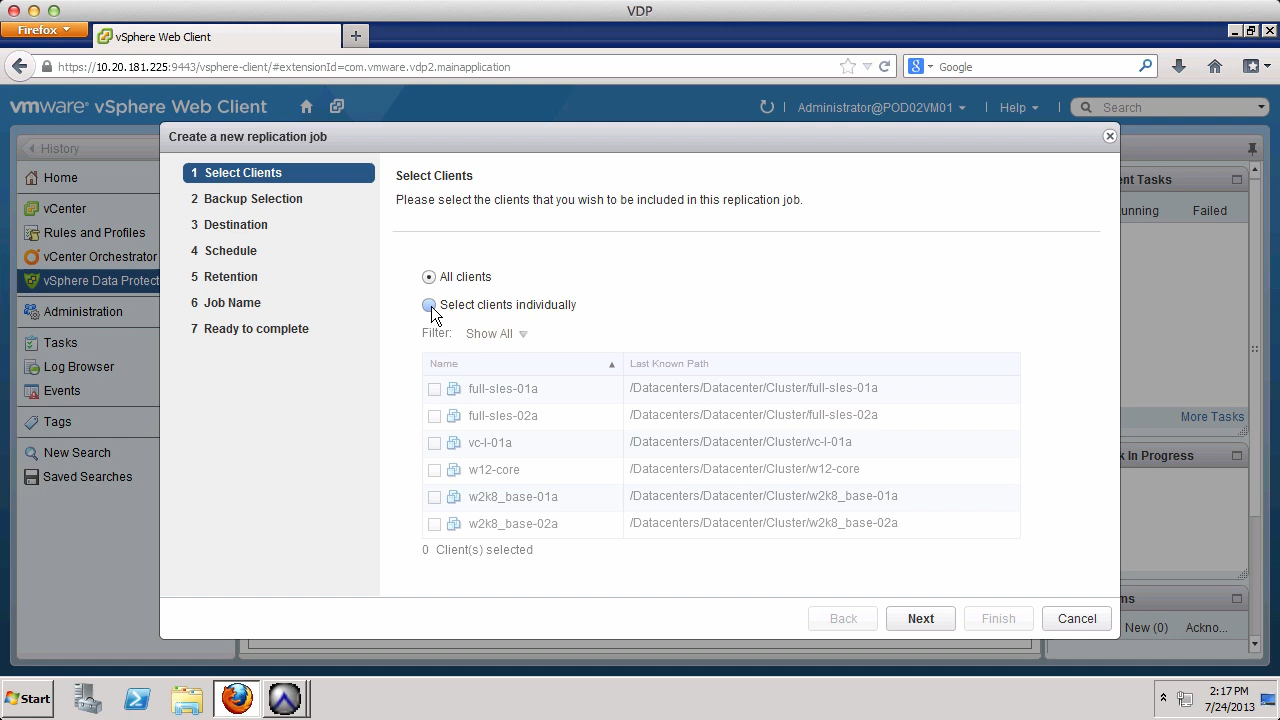 VDP
Firefox
vSphere Web Client
https://10.20.181.225:9443/vsphere-client/#extensionId=com.vmware.vdp2.mainapplication
Google
vmware vSphere Web Client
Administrator@POD02VM01
Help
Search
History
Home
vCenter
Rules and Profiles
vCenter Orchestrator
vSphere Data Protect
Administration
Tasks
Log Browser
Events
Tags
New Search
Saved Searches
Create a new replication job
1 Select Clients
2 Backup Selection
3 Destination
4 Schedule
5 Retention
6 Job Name
7 Ready to complete
Select Clients
Please select the clients that you wish to be included in this replication job.
All clients
Select clients individually
Filter: Show All
Name Last Known Path
full-sles-01a /Datacenters/Datacenter/Cluster/full-sles-01a
full-sles-02a /Datacenters/Datacenter/Cluster/full-sles-02a
vc-l-01a /Datacenters/Datacenter/Cluster/vc-l-01a
w12-core /Datacenters/Datacenter/Cluster/w12-core
w2k8_base-01a /Datacenters/Datacenter/Cluster/w2k8_base-01a
w2k8_base-02a /Datacenters/Datacenter/Cluster/w2k8_base-02a
0 Client(s) selected
Back Next Finish Cancel
ent Tasks
unning Failed
More Tasks
k In Progress
ms
New (0) Ackno...
Start
2:17 PM
7/24/2013